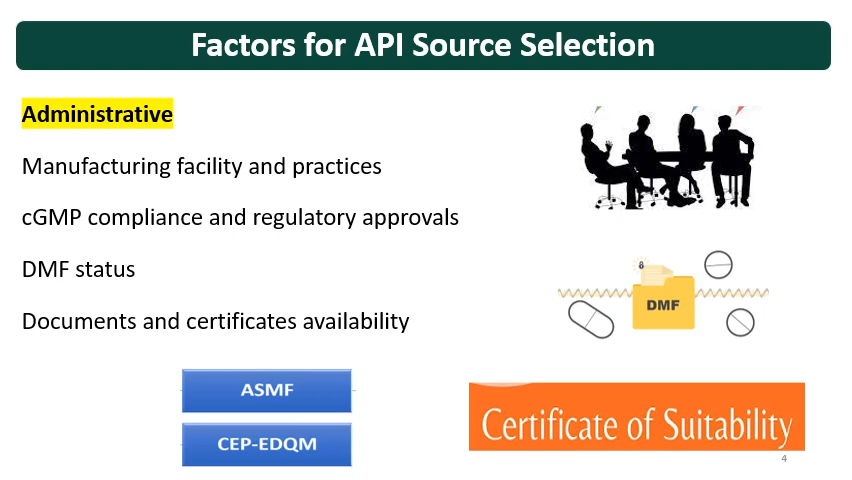 Factors for API Source Selection
Administrative
Manufacturing facility and practices
cGMP compliance and regulatory approvals
DMF status
DMF
Documents and certificates availability
ASMF
CEP-EDQM
Certificate of Suitability
4